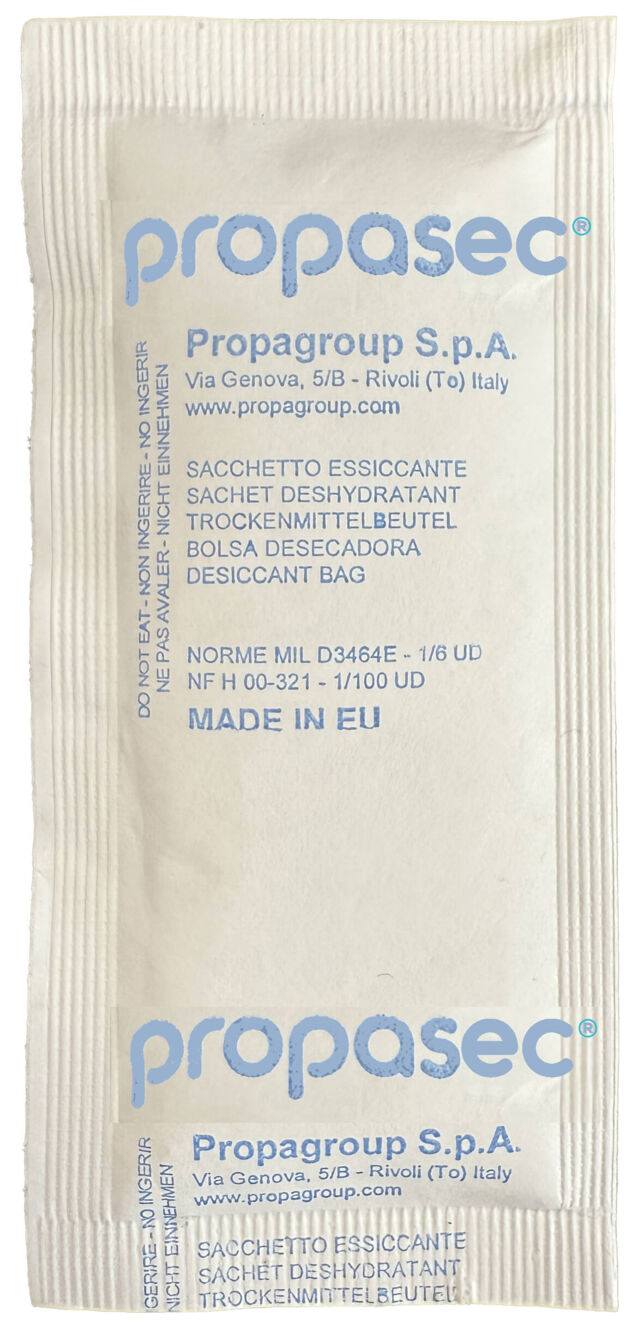 propasec®
Propagroup S.p.A.
Via Genova, 5/B - Rivoli (To) Italy
www.propagroup.com
DO NOT EAT - NON INGERIRE - NO INGERIR
NE PAS AVALER - NICHT EINNEHMEN
SACCHETTO ESSICCANTE
SACHET DESHYDRATANT
TROCKENMITTELBEUTEL
BOLSA DESECADORA
DESICCANT BAG
NORME MIL D3464E - 1/6 UD
NF H 00-321 - 1/100 UD
MADE IN EU
propasec®
Propagroup S.p.A.
Via Genova, 5/B - Rivoli (To) Italy
www.propagroup.com
GERIRE - NO INGERIR
NICHT EINNEHMEN
SACCHETTO ESSICCANTE
SACHET DESHYDRATANT
TROCKENMITTELBEUTEL